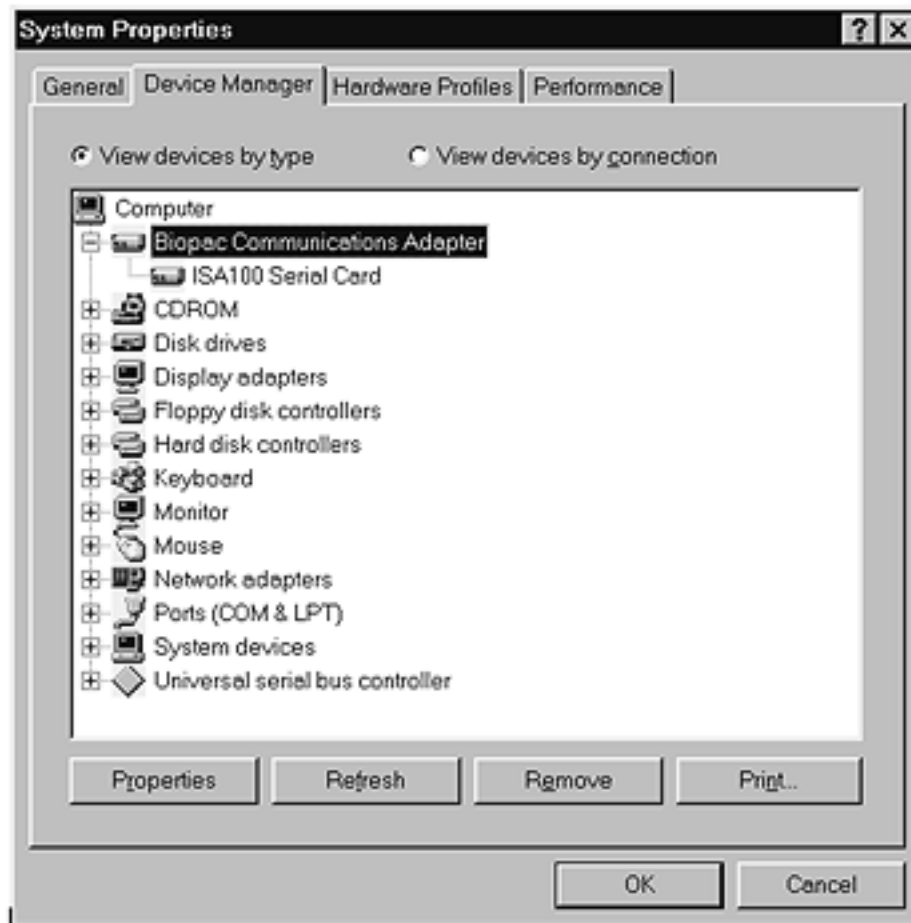 System Properties
General Device Manager Hardware Profiles Performance
View devices by type View devices by connection
Computer
Biopac Communications Adapter
ISA100 Serial Card
CDROM
Disk drives
Display adapters
Floppy disk controllers
Hard disk controllers
Keyboard
Monitor
Mouse
Network adapters
Ports (COM & LPT)
System devices
Universal serial bus controller
Properties Refresh Remove Print...
OK Cancel